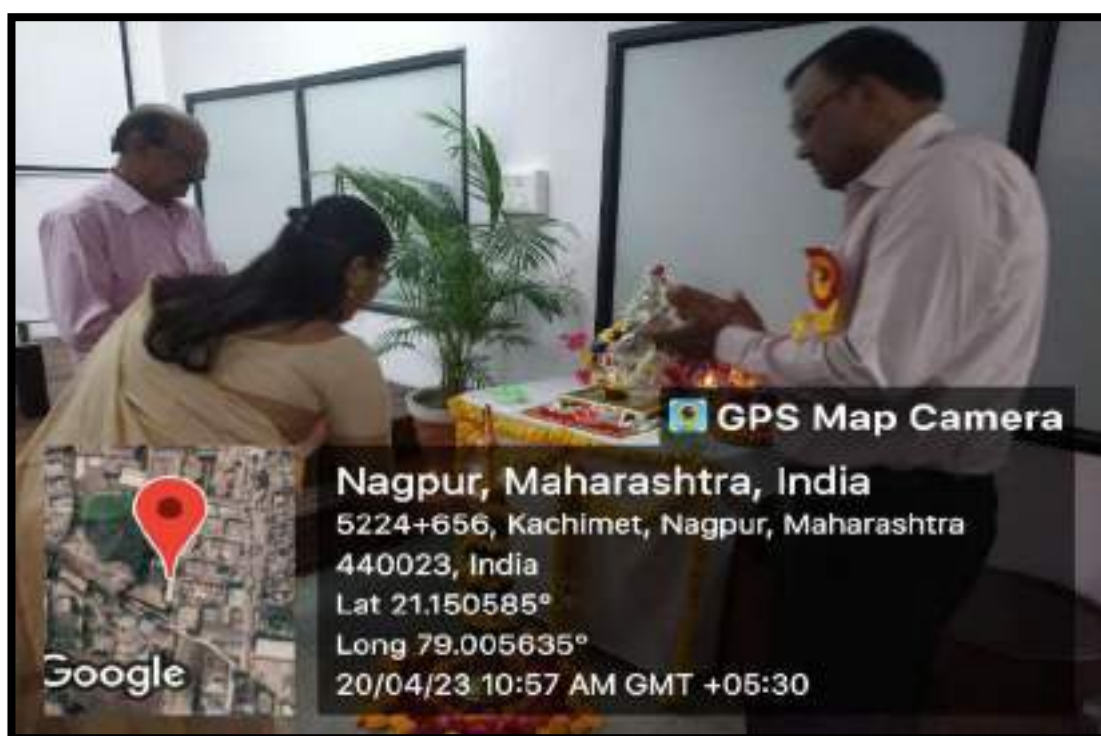 GPS Map Camera
Nagpur, Maharashtra, India
5224+656, Kachimet, Nagpur, Maharashtra
440023, India
Lat 21.150585°
Long 79.005635°
20/04/23 10:57 AM GMT +05:30
Google